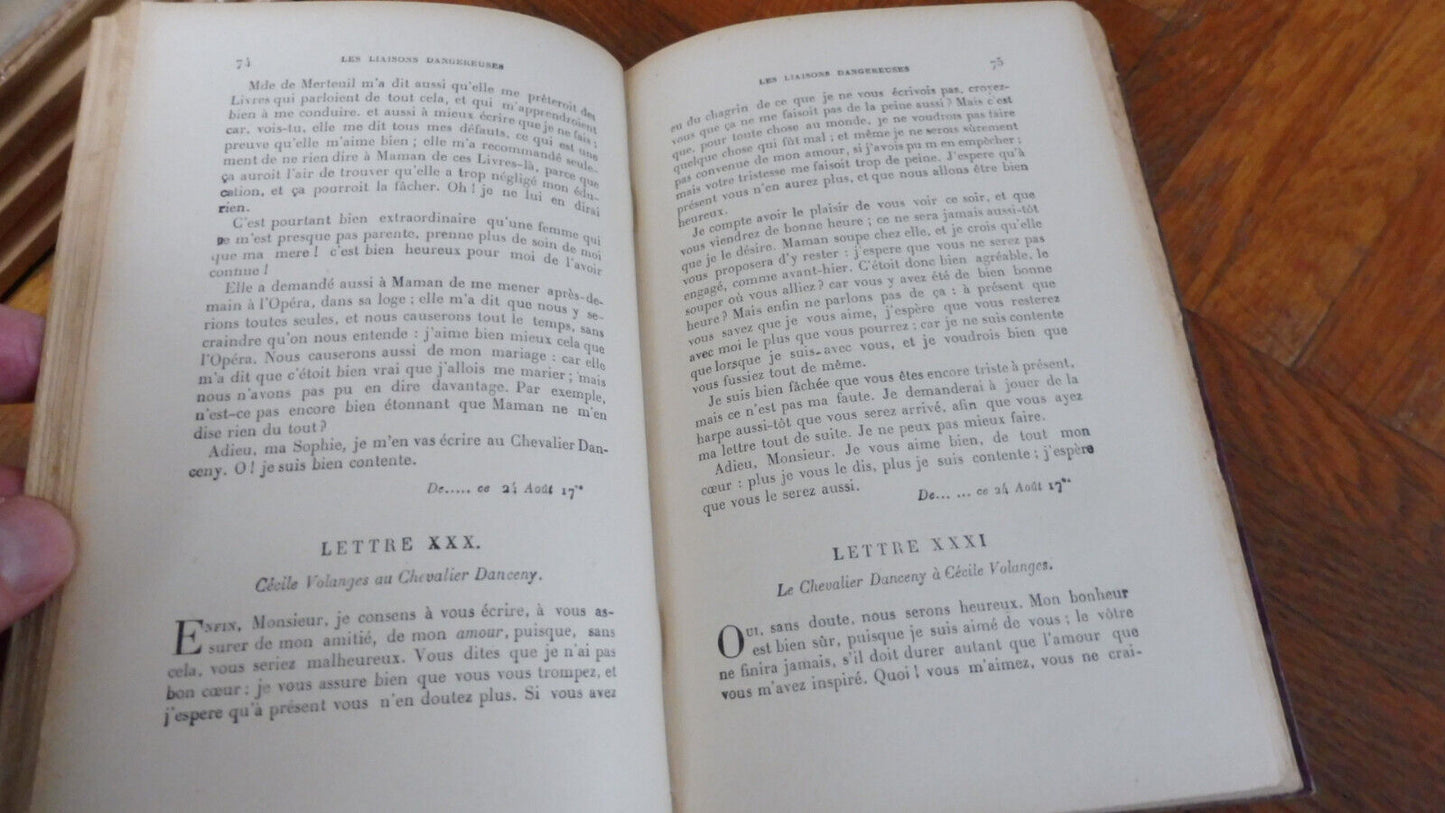 74
LES LIAISONS DANGEREUSES
Mde de Merteuil m'a dit aussi qu'elle me prêteroit des
Livres qui parloient de tout cela, et qui m'apprendroient
bien à me conduire, et aussi à mieux écrire que je ne fais ;
car, vois-tu, elle me dit tous mes défauts, ce qui est une
preuve qu'elle m'aime bien ; elle m'a recommandé seule-
ment de ne rien dire à Maman de ces Livres-là, parce que
ça auroit l'air de trouver qu'elle a trop négligé mon édu-
cation, et ça pourroit la fâcher. Oh ! je ne lui en dirai
rien.
C'est pourtant bien extraordinaire qu'une femme qui
ne m'est presque pas parente, prenne plus de soin de moi
que ma mere ! c'est bien heureux pour moi de l'avoir
connue !
Elle a demandé aussi à Maman de me mener après-de-
main à l'Opéra, dans sa loge ; elle m'a dit que nous y se-
rions toutes seules, et nous causerons tout le temps, sans
craindre qu'on nous entende : j'aime bien mieux cela que
l'Opéra. Nous causerons aussi de mon mariage : car elle
m'a dit que c'étoit bien vrai que j'allois me marier ; mais
nous n'avons pas pu en dire davantage. Par exemple,
n'est-ce pas encore bien étonnant que Maman ne m'en
dise rien du tout ?
Adieu, ma Sophie, je m'en vas écrire au Chevalier Dan-
ceny. O ! je suis bien contente.
De..... ce 24 Août 17**
LETTRE XXX.
Cécile Volanges au Chevalier Danceny.
ENFIN, Monsieur, je consens à vous écrire, à vous as-
surer de mon amitié, de mon amour, puisque, sans
cela, vous seriez malheureux. Vous dites que je n'ai pas
bon cœur ; je vous assure bien que vous vous trompez, et
j'espere qu'à présent vous n'en doutez plus. Si vous avez
LES LIAISONS DANGEREUSES
75
eu du chagrin de ce que je ne vous écrivois pas, croyez-
vous que ça ne me faisoit pas de la peine aussi ? Mais c'est
que, pour toute chose au monde, je ne voudrois pas faire
quelque chose qui fût mal ; et même je ne serois sûrement
pas convenue de mon amour, si j'avois pu m'en empêcher ;
mais votre tristesse me faisoit trop de peine. J'espere qu'à
présent vous n'en aurez plus, et que nous allons être bien
heureux.
Je compte avoir le plaisir de vous voir ce soir, et que
vous viendrez de bonne heure ; ce ne sera jamais aussi-tôt
que je le désire. Maman soupe chez elle, et je crois qu'elle
vous proposera d'y rester : j'espere que vous ne serez pas
engagé, comme avant-hier. C'étoit donc bien agréable, le
souper où vous alliez ? car vous y avez été de bien bonne
heure ? Mais enfin ne parlons pas de ça : à présent que
vous savez que je vous aime, j'espère que vous resterez
avec moi le plus que vous pourrez ; car je ne suis contente
que lorsque je suis avec vous, et je voudrois bien que
vous fussiez tout de même.
Je suis bien fâchée que vous êtes encore triste à présent,
mais ce n'est pas ma faute. Je demanderai à jouer de la
harpe aussi-tôt que vous serez arrivé, afin que vous ayez
ma lettre tout de suite. Je ne peux pas mieux faire.
Adieu, Monsieur. Je vous aime bien, de tout mon
cœur : plus je vous le dis, plus je suis contente ; j'espère
que vous le serez aussi.
De... ... ce 24 Août 17**
LETTRE XXXI
Le Chevalier Danceny à Cécile Volanges.
OUI, sans doute, nous serons heureux. Mon bonheur
est bien sûr, puisque je suis aimé de vous ; le vôtre
ne finira jamais, s'il doit durer autant que l'amour que
vous m'avez inspiré. Quoi ! vous m'aimez, vous ne crai-